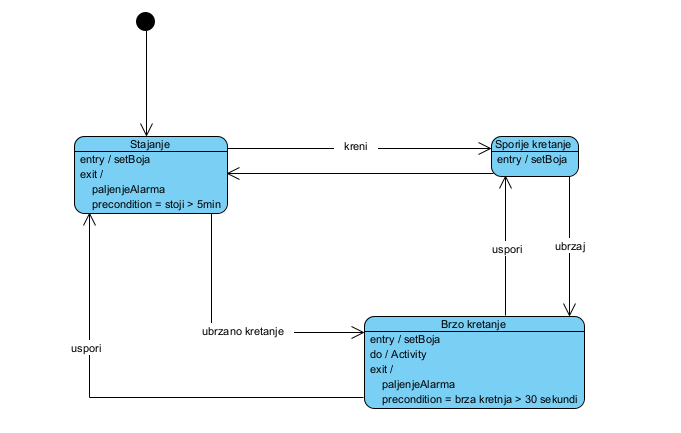 Stajanje
entry / setBoja
exit /
paljenjeAlarma
precondition = stoji > 5min
kreni
Sporije kretanje
entry / setBoja
uspori
ubrzaj
ubrzano kretanje
uspori
Brzo kretanje
entry / setBoja
do / Activity
exit /
paljenjeAlarma
precondition = brza kretnja > 30 sekundi